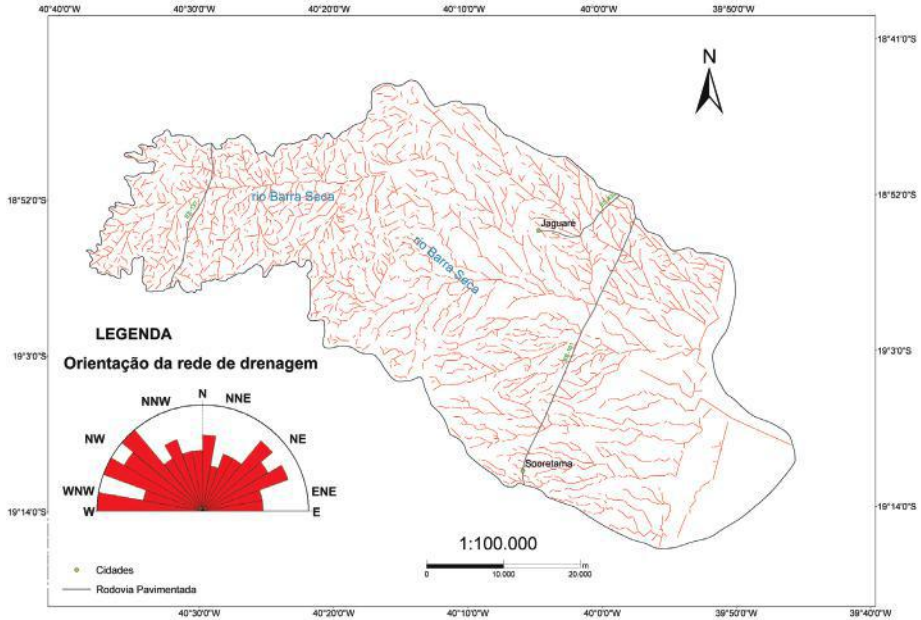 40°40'0"W 40°30'0"W 40°20'0"W 40°10'0"W 40°0'0"W 39°50'0"W
18°41'0"S
N
18°52'0"S
rio Barra Seca
18°52'0"S
Jaguaré
rio Barra Seca
LEGENDA
Orientação da rede de drenagem
19°3'0"S
19°3'0"S
N
NNW NNE
NW NE
WNW ENE
W E
Sooretama
19°14'0"S
19°14'0"S
1:100.000
0 10.000 20.000 m
Cidades
Rodovia Pavimentada
40°30'0"W 40°20'0"W 40°10'0"W 40°0'0"W 39°50'0"W 39°40'0"W